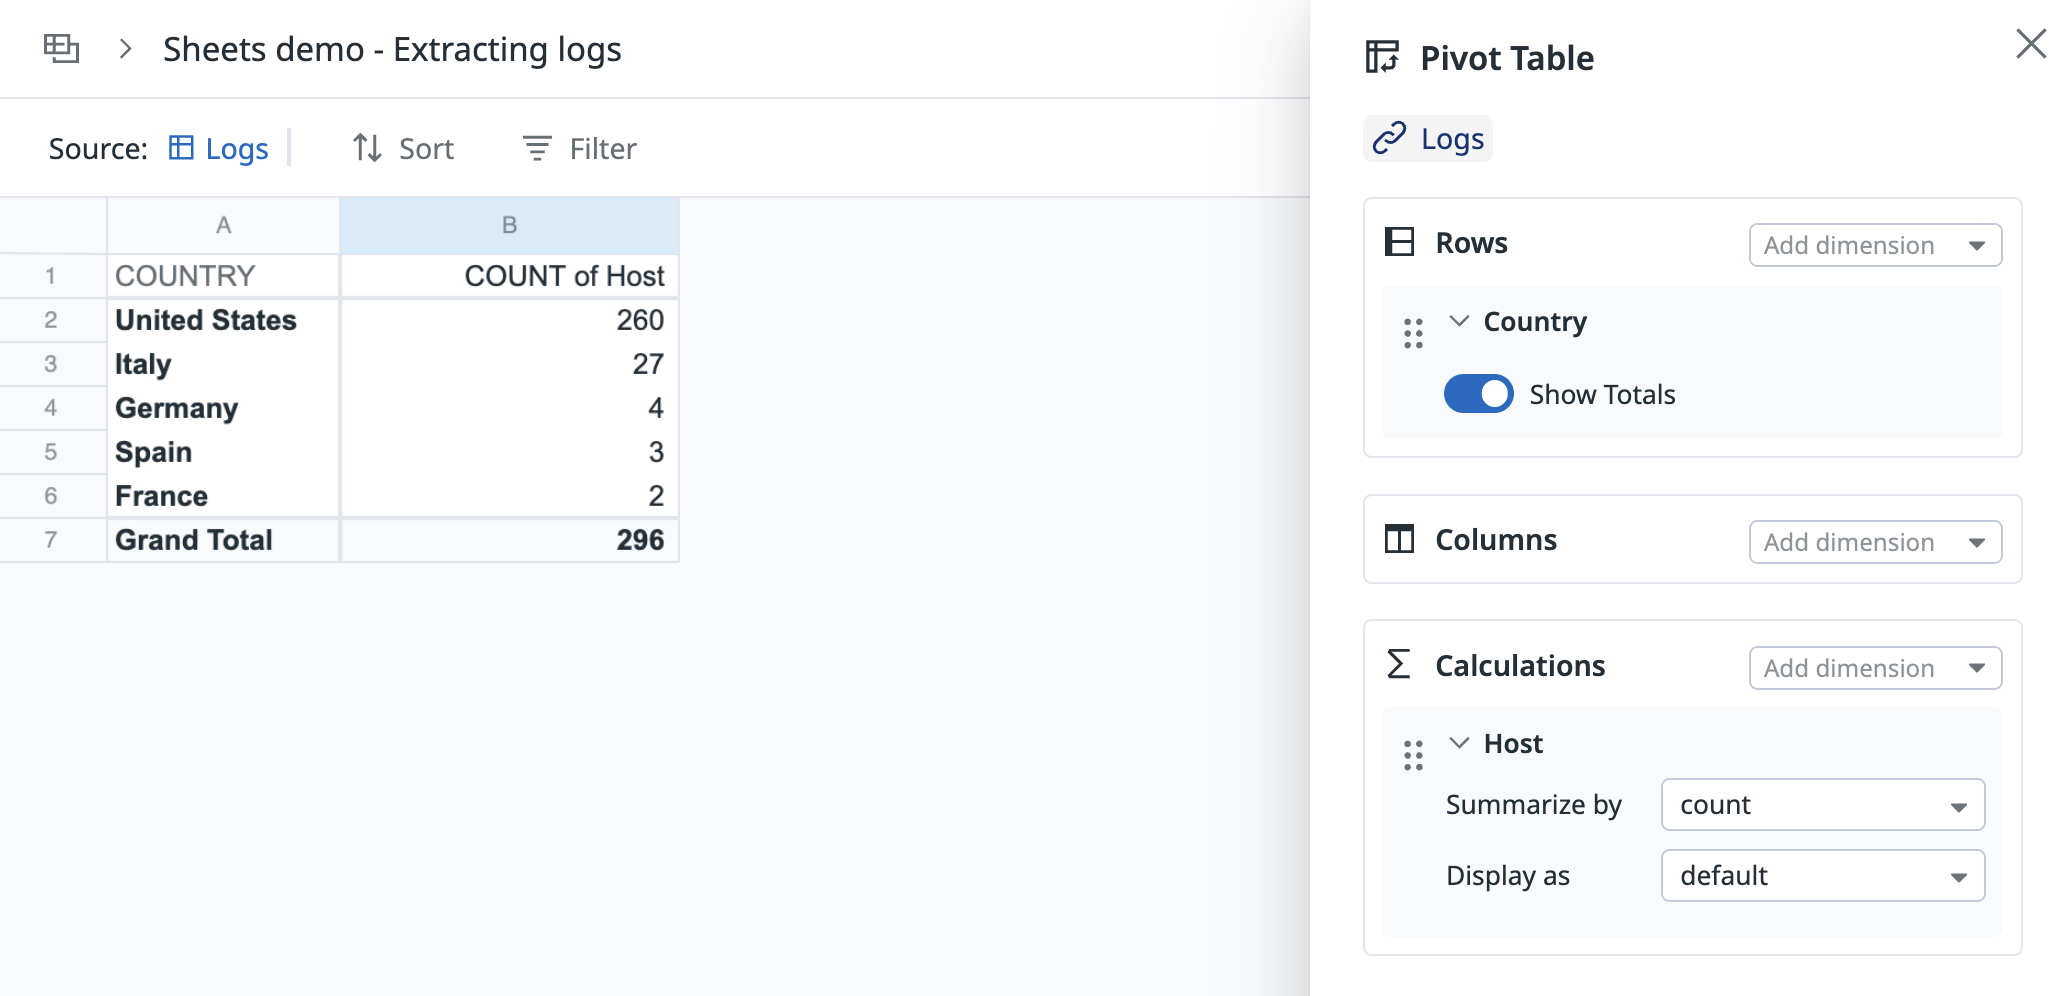 Sheets demo - Extracting logs
Source: Logs Sort Filter
A B
1 COUNTRY COUNT of Host
2 United States 260
3 Italy 27
4 Germany 4
5 Spain 3
6 France 2
7 Grand Total 296
Pivot Table
Logs
Rows Add dimension
Country
Show Totals
Columns Add dimension
Calculations Add dimension
Host
Summarize by count
Display as default